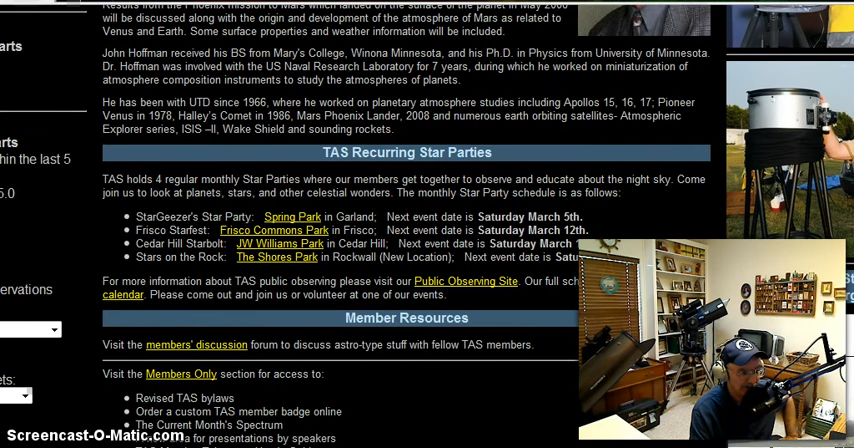 Results from the Phoenix mission to Mars which landed on the surface of the planet in May 2008
will be discussed along with the origin and development of the atmosphere of Mars as related to
Venus and Earth. Some surface properties and weather information will be included.
arts
John Hoffman received his BS from Mary's College, Winona Minnesota, and his Ph.D. in Physics from University of Minnesota.
Dr. Hoffman was involved with the US Naval Research Laboratory for 7 years, during which he worked on miniaturization of
atmosphere composition instruments to study the atmospheres of planets.
He has been with UTD since 1966, where he worked on planetary atmosphere studies including Apollos 15, 16, 17; Pioneer
Venus in 1978, Halley's Comet in 1986, Mars Phoenix Lander, 2008 and numerous earth orbiting satellites- Atmospheric
Explorer series, ISIS –II, Wake Shield and sounding rockets.
arts
hin the last 5
5.0
TAS Recurring Star Parties
TAS holds 4 regular monthly Star Parties where our members get together to observe and educate about the night sky. Come
join us to look at planets, stars, and other celestial wonders. The monthly Star Party schedule is as follows:
StarGeezer's Star Party: Spring Park in Garland; Next event date is Saturday March 5th.
Frisco Starfest: Frisco Commons Park in Frisco; Next event date is Saturday March 12th.
Cedar Hill Starbolt: JW Williams Park in Cedar Hill; Next event date is Saturday March
Stars on the Rock: The Shores Park in Rockwall (New Location); Next event date is Satu
For more information about TAS public observing please visit our Public Observing Site. Our full sch
calendar. Please come out and join us or volunteer at one of our events.
ervations
Member Resources
Visit the members' discussion forum to discuss astro-type stuff with fellow TAS members.
Visit the Members Only section for access to:
ets:
Revised TAS bylaws
Order a custom TAS member badge online
The Current Month's Spectrum
a for presentations by speakers
Screencast-O-Matic.com